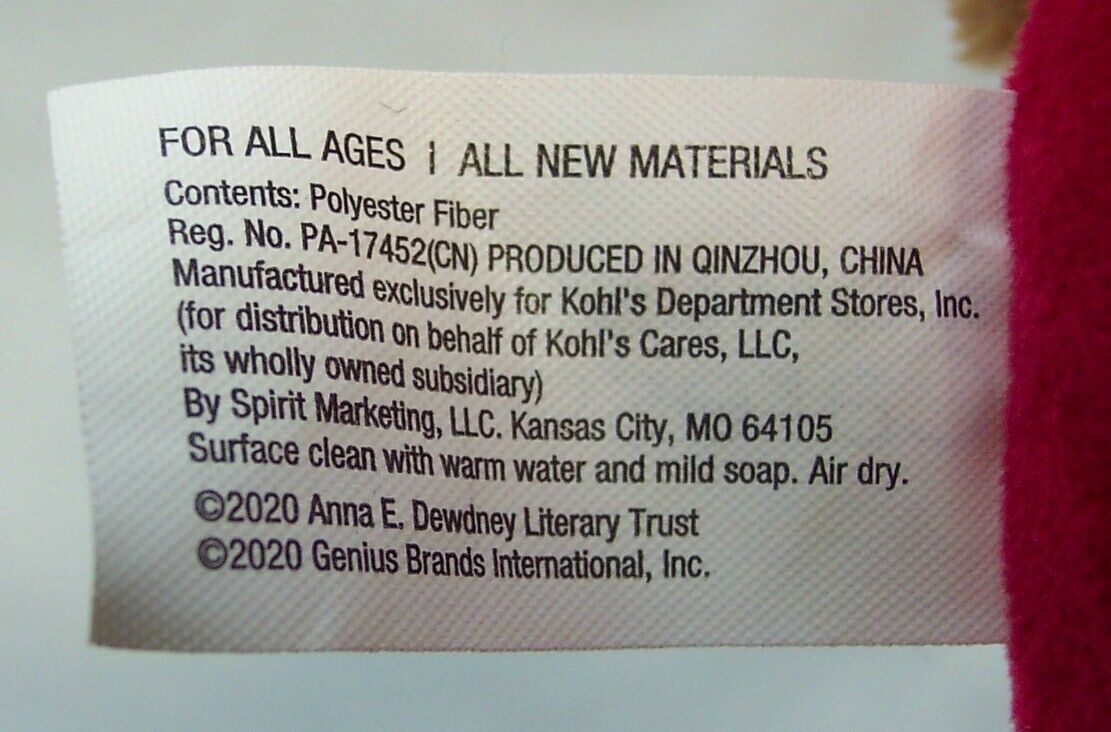 FOR ALL AGES | ALL NEW MATERIALS
Contents: Polyester Fiber
Reg. No. PA-17452(CN) PRODUCED IN QINZHOU, CHINA
Manufactured exclusively for Kohl's Department Stores, Inc.
(for distribution on behalf of Kohl's Cares, LLC,
its wholly owned subsidiary)
By Spirit Marketing, LLC. Kansas City, MO 64105
Surface clean with warm water and mild soap. Air dry.
©2020 Anna E. Dewdney Literary Trust
©2020 Genius Brands International, Inc.